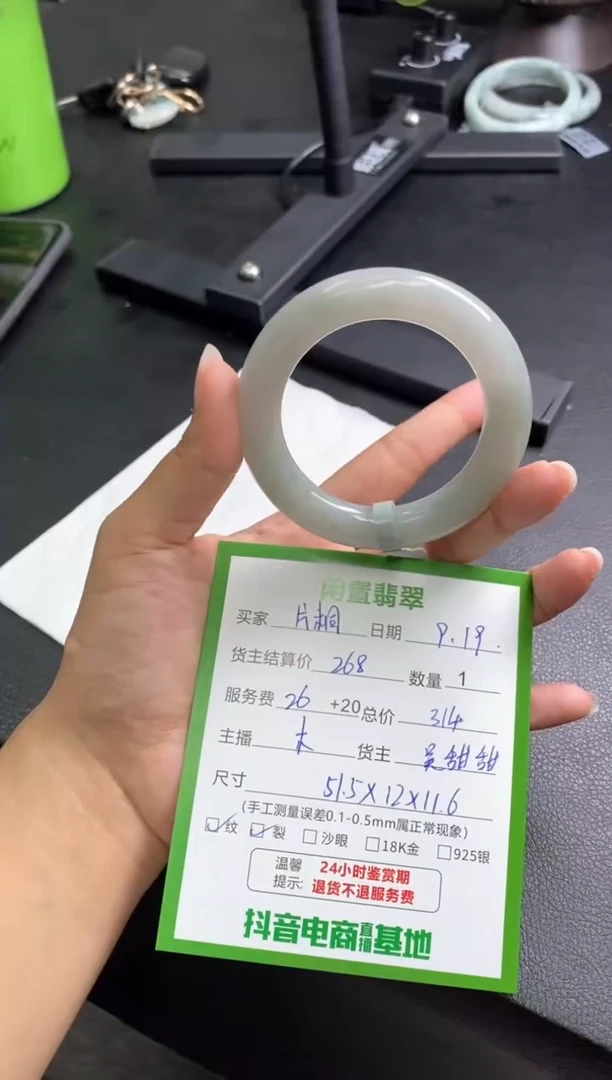 闲置翡翠
买家 片桐 日期 9.19.
货主结算价 268 数量 1
服务费 26 +20 总价 314
主播 木 货主 吴甜甜
尺寸 51.5X12X11.6
(手工测量误差0.1-0.5mm属正常现象)
☑纹 ☑裂 □沙眼 □18K金 □925银
温馨提示: 24小时鉴赏期
退货不退服务费
抖音电商直播基地